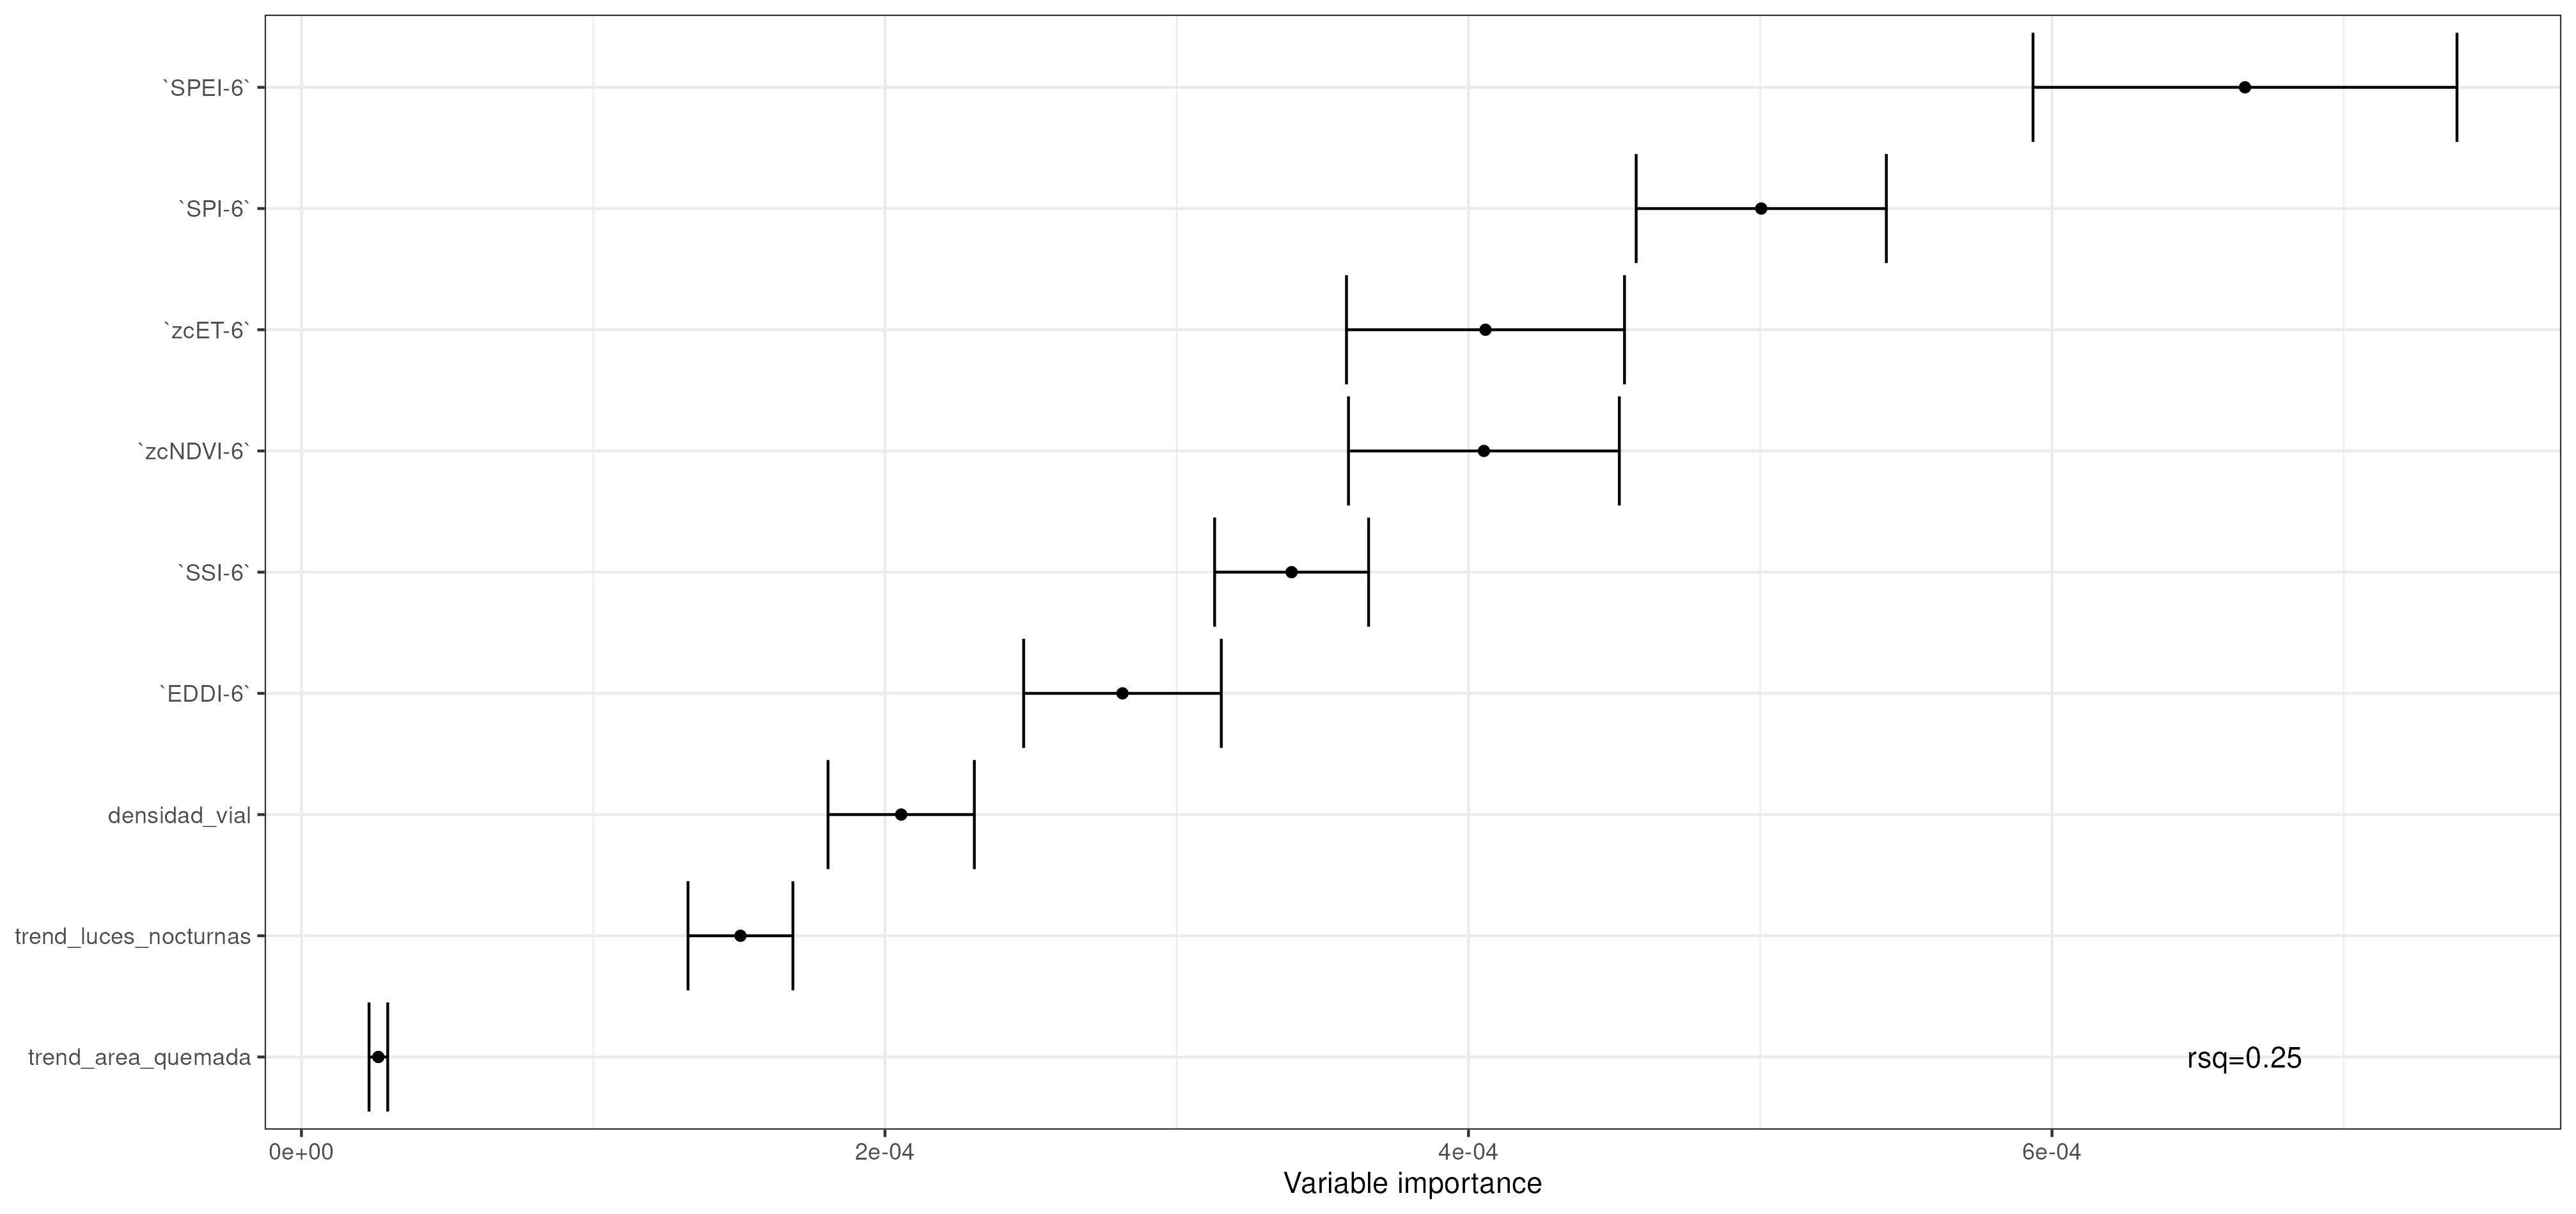 `SPEI-6`
`SPI-6`
`zcET-6`
`zcNDVI-6`
`SSI-6`
`EDDI-6`
densidad_vial
trend_luces_nocturnas
trend_area_quemada
rsq=0.25
0e+00 2e-04 4e-04 6e-04
Variable importance